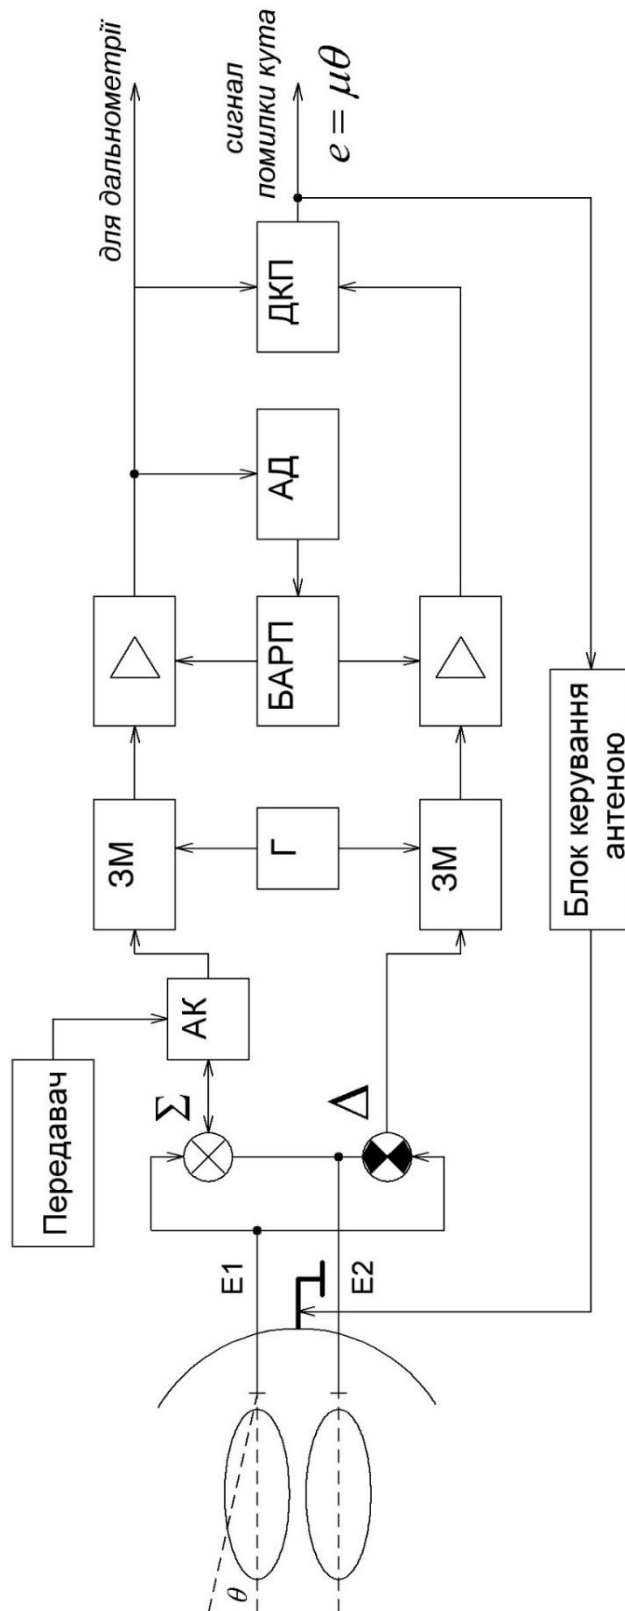 для дальнометрії
сигнал
помилки кута
e = μθ
ДКП
АД
БАРП
ЗМ
Г
ЗМ
АК
Передавач
Σ
Δ
E1
E2
θ
Блок керування
антеною